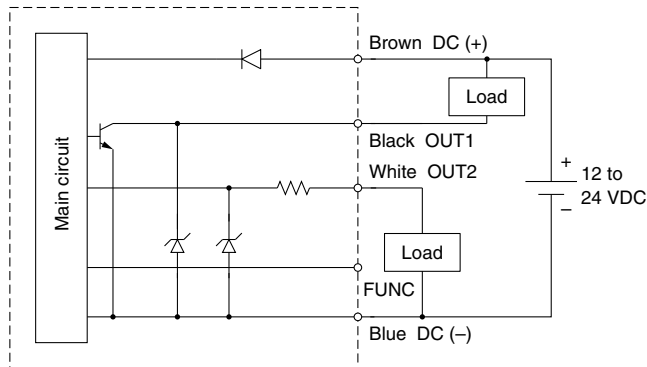 Brown DC (+)
Load
Black OUT1
White OUT2
Main circuit
+
12 to
24 VDC
–
Load
FUNC
Blue DC (–)